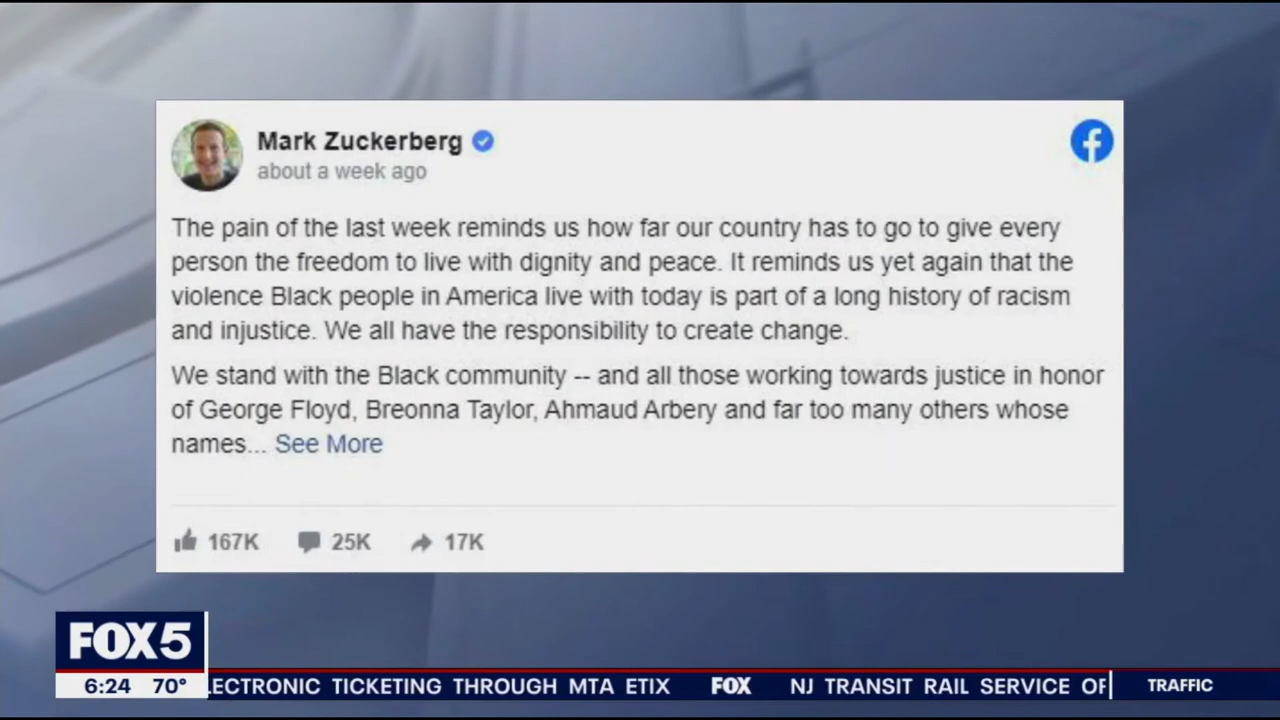 Mark Zuckerberg
about a week ago
The pain of the last week reminds us how far our country has to go to give every
person the freedom to live with dignity and peace. It reminds us yet again that the
violence Black people in America live with today is part of a long history of racism
and injustice. We all have the responsibility to create change.
We stand with the Black community -- and all those working towards justice in honor
of George Floyd, Breonna Taylor, Ahmaud Arbery and far too many others whose
names... See More
167K 25K 17K
FOX5
6:24 70° LECTRONIC TICKETING THROUGH MTA ETIX FOX NJ TRANSIT RAIL SERVICE OF TRAFFIC